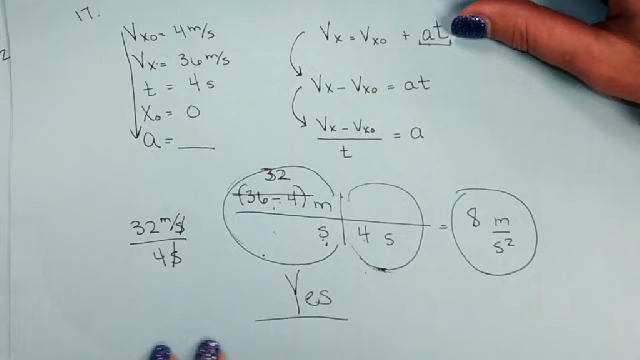 17.
Vx₀ = 4 m/s
Vx = 36 m/s
t = 4 s
X₀ = 0
a = ___
Vx = Vx₀ + at
Vx - Vx₀ = at
Vx - Vx₀ / t = a
32
(36 - 4) m / s | 4 s = 8 m/s²
32 m/s / 4 s
Yes